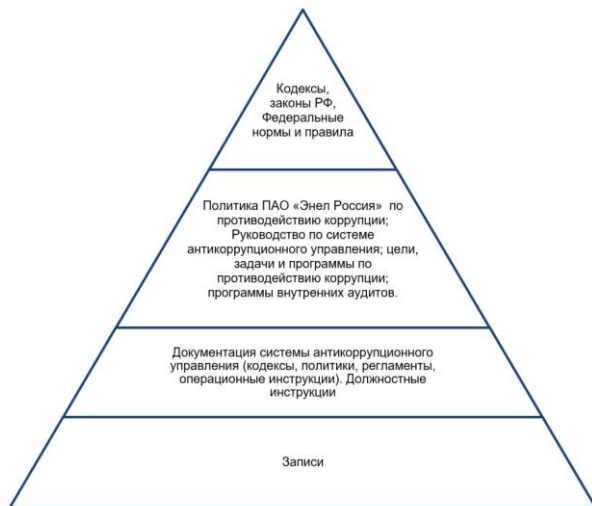 Кодексы,
законы РФ,
Федеральные
нормы и правила
Политика ПАО «Энел Россия» по
противодействию коррупции;
Руководство по системе
антикоррупционного управления; цели,
задачи и программы по
противодействию коррупции;
программы внутренних аудитов.
Документация системы антикоррупционного
управления (кодексы, политики, регламенты,
операционные инструкции). Должностные
инструкции
Записи